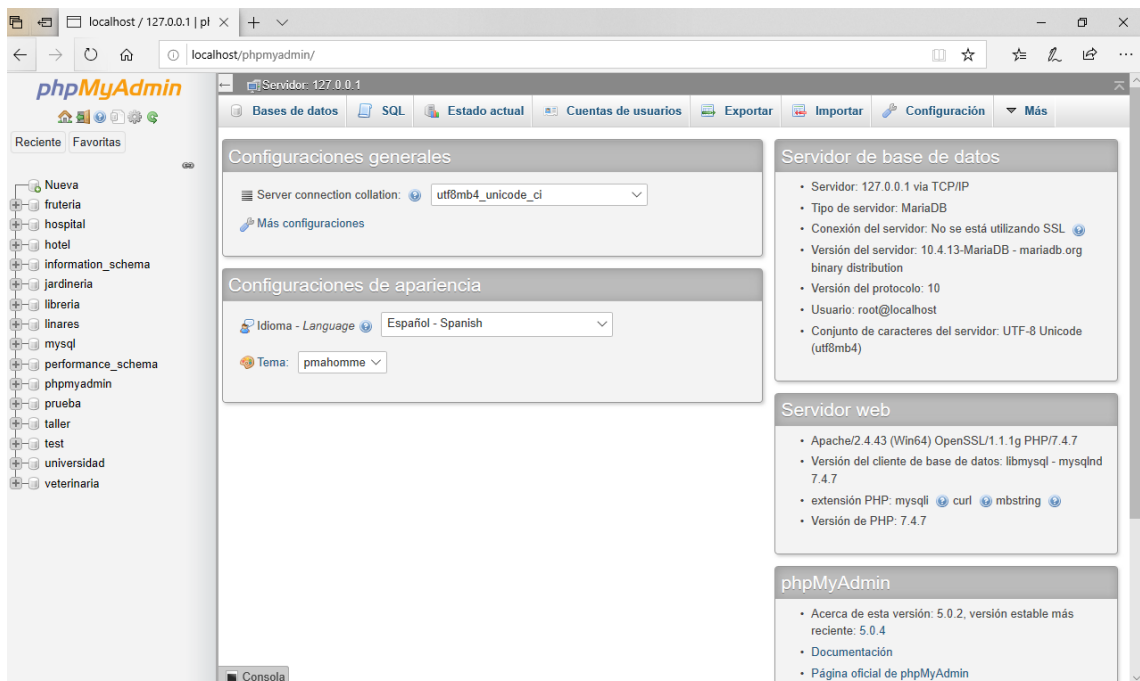 localhost / 127.0.0.1 | pl
localhost/phpmyadmin/
phpMyAdmin
Reciente Favoritas
Nueva
fruteria
hospital
hotel
information_schema
jardineria
libreria
linares
mysql
performance_schema
phpmyadmin
prueba
taller
test
universidad
veterinaria
Servidor: 127.0.0.1
Bases de datos SQL Estado actual Cuentas de usuarios Exportar Importar Configuración Más
Configuraciones generales
Server connection collation: utf8mb4_unicode_ci
Más configuraciones
Configuraciones de apariencia
Idioma - Language Español - Spanish
Tema: pmahomme
Consola
Servidor de base de datos
• Servidor: 127.0.0.1 via TCP/IP
• Tipo de servidor: MariaDB
• Conexión del servidor: No se está utilizando SSL
• Versión del servidor: 10.4.13-MariaDB - mariadb.org
binary distribution
• Versión del protocolo: 10
• Usuario: root@localhost
• Conjunto de caracteres del servidor: UTF-8 Unicode
(utf8mb4)
Servidor web
• Apache/2.4.43 (Win64) OpenSSL/1.1.1g PHP/7.4.7
• Versión del cliente de base de datos: libmysql - mysqlnd
7.4.7
• extensión PHP: mysqli curl mbstring
• Versión de PHP: 7.4.7
phpMyAdmin
• Acerca de esta versión: 5.0.2, versión estable más
reciente: 5.0.4
• Documentación
• Página oficial de phpMyAdmin